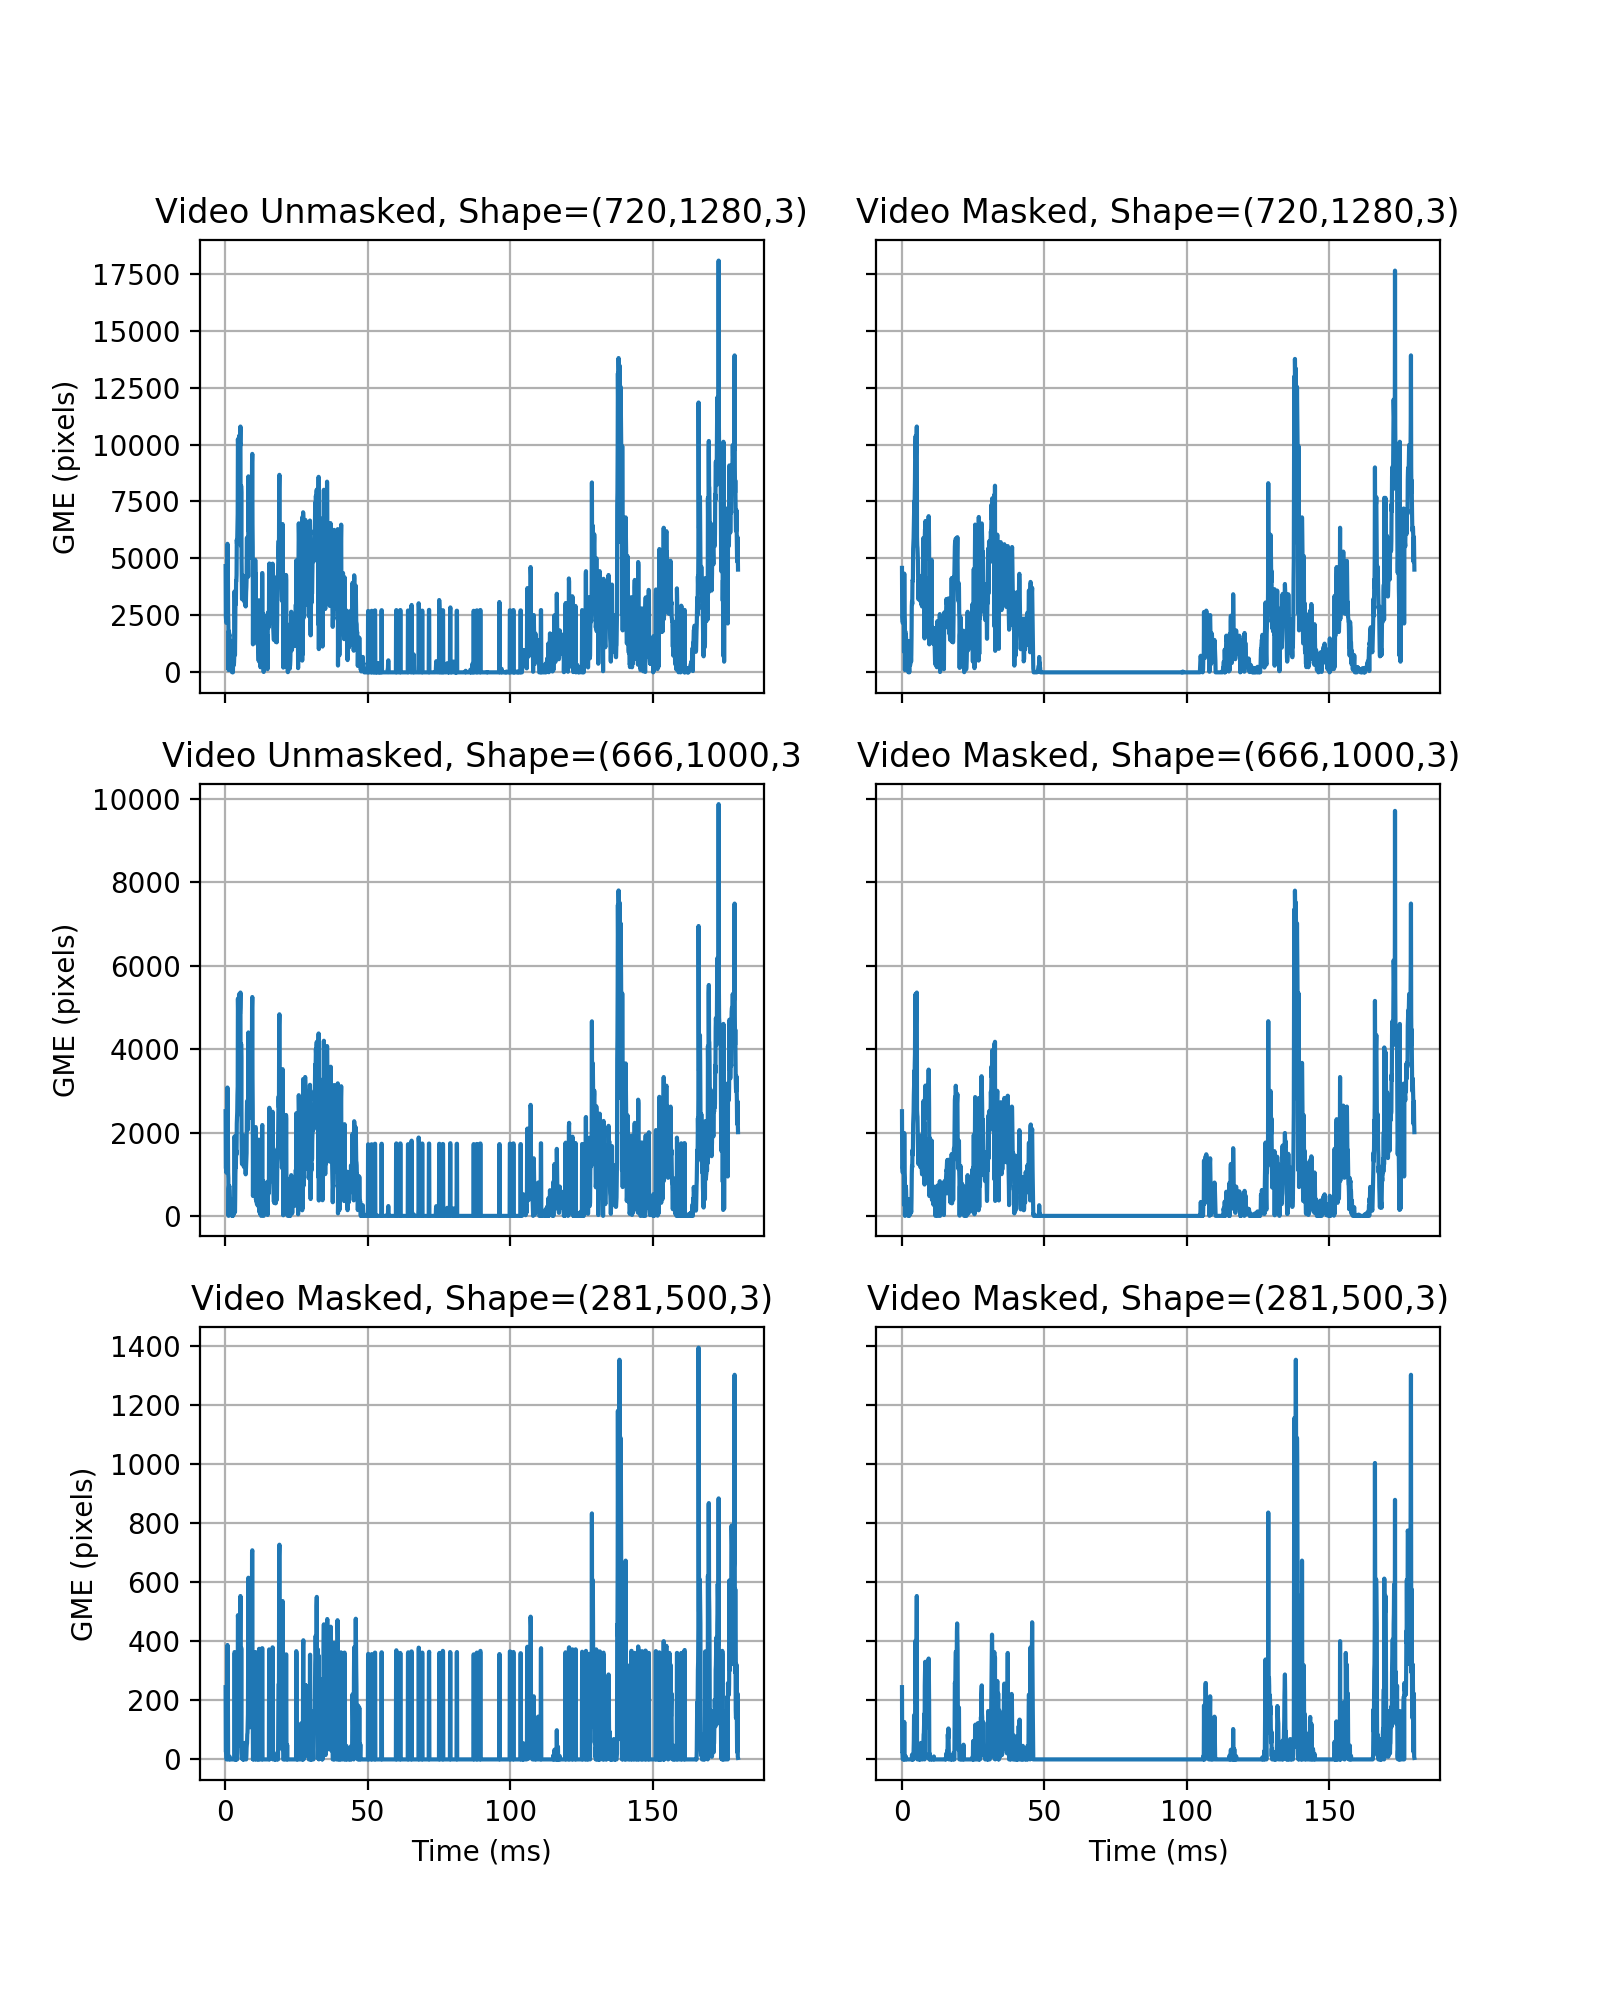 Video Unmasked, Shape=(720,1280,3)
Video Masked, Shape=(720,1280,3)
17500
15000
12500
10000
7500
5000
2500
0
GME (pixels)
Video Unmasked, Shape=(666,1000,3
Video Masked, Shape=(666,1000,3)
10000
8000
6000
4000
2000
0
GME (pixels)
Video Masked, Shape=(281,500,3)
Video Masked, Shape=(281,500,3)
1400
1200
1000
800
600
400
200
0
GME (pixels)
0 50 100 150
0 50 100 150
Time (ms)
Time (ms)